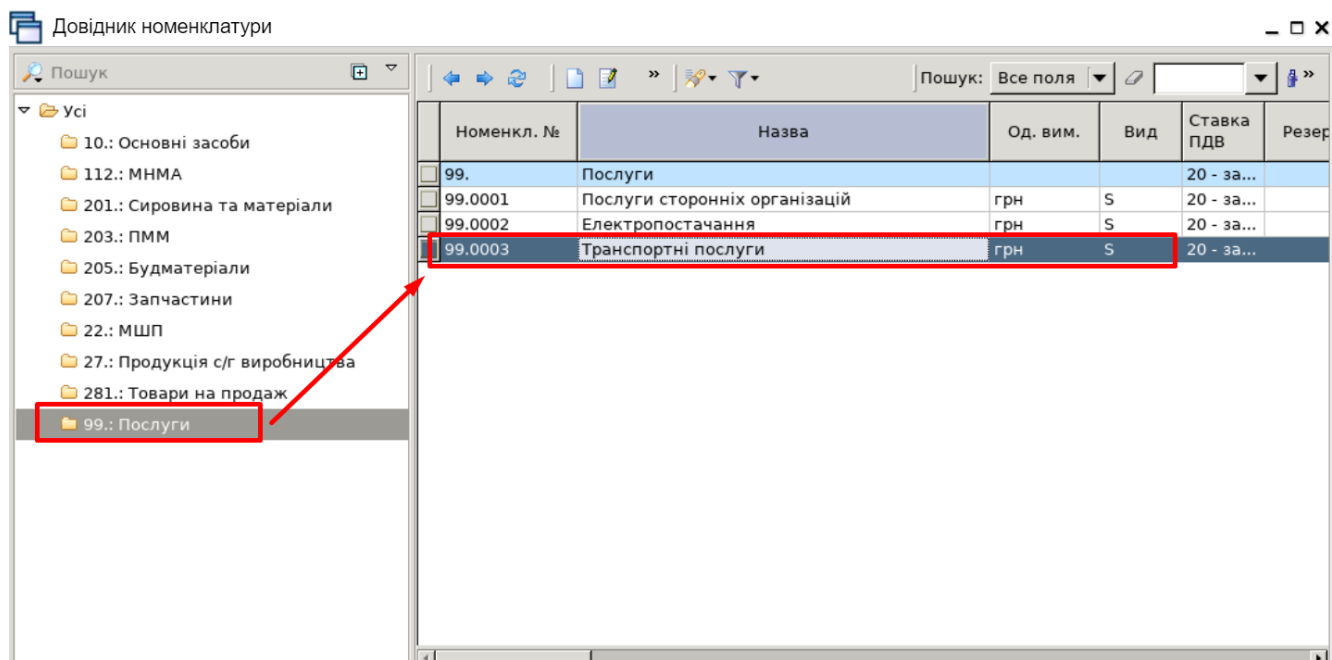 Довідник номенклатури
Пошук
Усі
10.: Основні засоби
112.: МНМА
201.: Сировина та матеріали
203.: ПММ
205.: Будматеріали
207.: Запчастини
22.: МШП
27.: Продукція с/г виробництва
281.: Товари на продаж
99.: Послуги
» Пошук: Все поля »
Номенкл. № Назва Од. вим. Вид Ставка ПДВ Резер
99. Послуги 20 - за...
99.0001 Послуги сторонніх організацій грн S 20 - за...
99.0002 Електропостачання грн S 20 - за...
99.0003 Транспортні послуги грн S 20 - за...